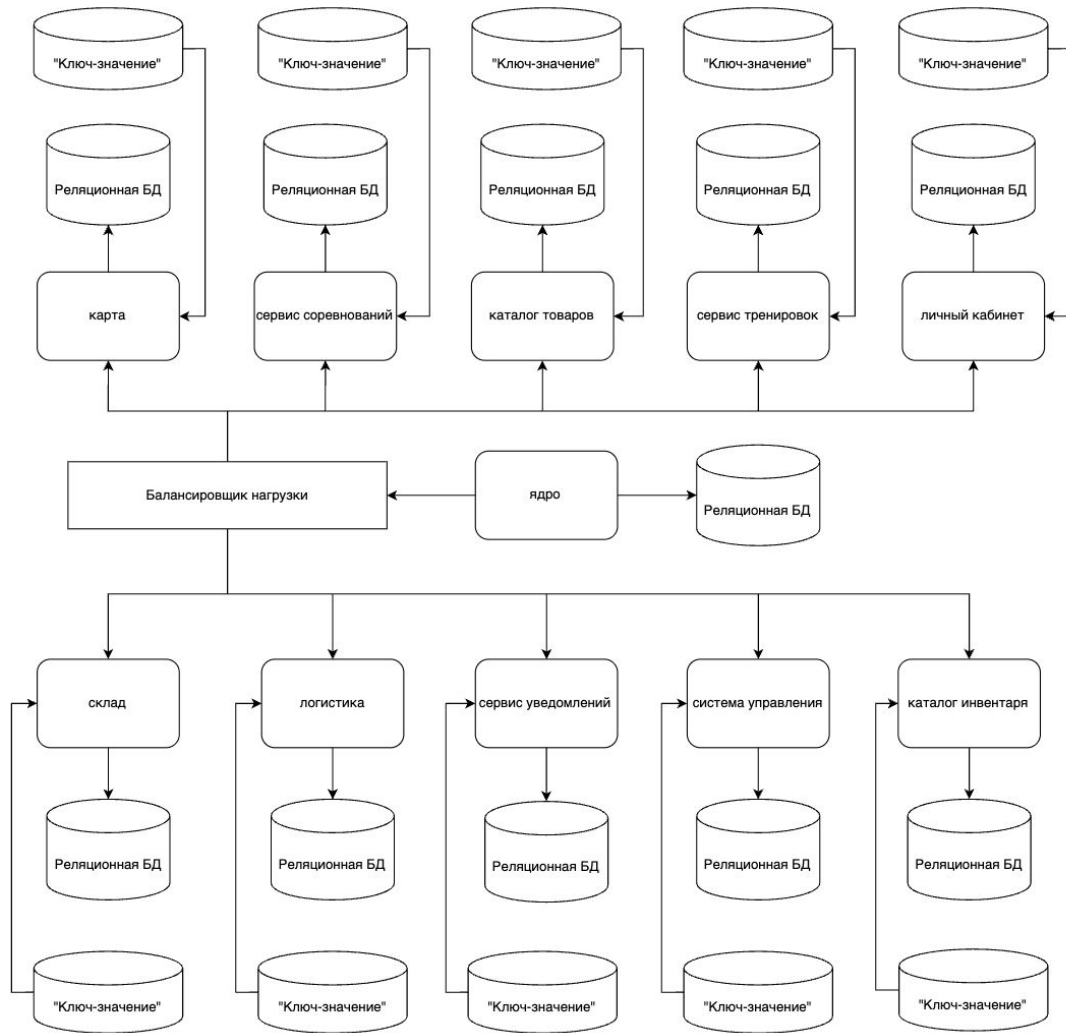 "Ключ-значение"
"Ключ-значение"
"Ключ-значение"
"Ключ-значение"
"Ключ-значение"
Реляционная БД
Реляционная БД
Реляционная БД
Реляционная БД
Реляционная БД
карта
сервис соревнований
каталог товаров
сервис тренировок
личный кабинет
Балансировщик нагрузки
ядро
Реляционная БД
склад
логистика
сервис уведомлений
система управления
каталог инвентаря
Реляционная БД
Реляционная БД
Реляционная БД
Реляционная БД
Реляционная БД
"Ключ-значение"
"Ключ-значение"
"Ключ-значение"
"Ключ-значение"
"Ключ-значение"